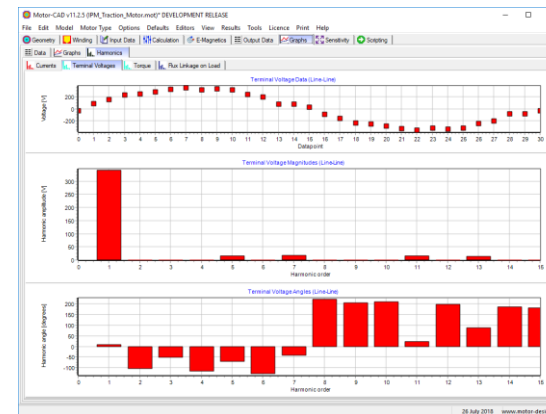 Motor-CAD v11.2.5 (IPM_Traction_Motor.mot)* DEVELOPMENT RELEASE
File Edit Model Motor Type Options Defaults Editors View Results Tools Licence Print Help
Geometry Winding Input Data Calculation E-Magnetics Output Data Graphs Sensitivity Scripting
Data Graphs Harmonics
Currents Terminal Voltages Torque Flux Linkage on Load
Terminal Voltage Data (Line-Line)
Voltage [V]
200
0
-200
0 1 2 3 4 5 6 7 8 9 10 11 12 13 14 15 16 17 18 19 20 21 22 23 24 25 26 27 28 29 30
Datapoint
Terminal Voltage Magnitudes (Line-Line)
Harmonic amplitude [V]
300
250
200
150
100
50
0
0 1 2 3 4 5 6 7 8 9 10 11 12 13 14 15 16
Harmonic order
Terminal Voltage Angles (Line-Line)
Harmonic angle [degrees]
200
150
100
50
0
-50
-100
0 1 2 3 4 5 6 7 8 9 10 11 12 13 14 15 16
Harmonic order
26 July 2018 www.motor-desi